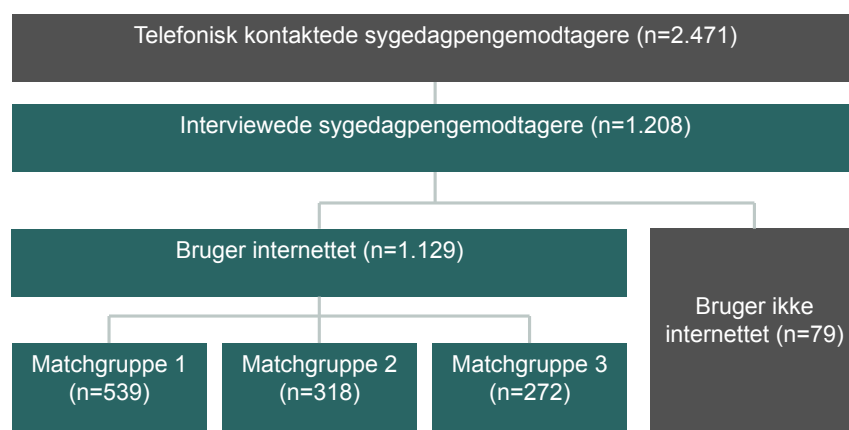 Telefonisk kontaktede sygedagpengemodtagere (n=2.471)
Interviewede sygedagpengemodtagere (n=1.208)
Bruger internettet (n=1.129)
Bruger ikke
internettet (n=79)
Matchgruppe 1
(n=539)
Matchgruppe 2
(n=318)
Matchgruppe 3
(n=272)